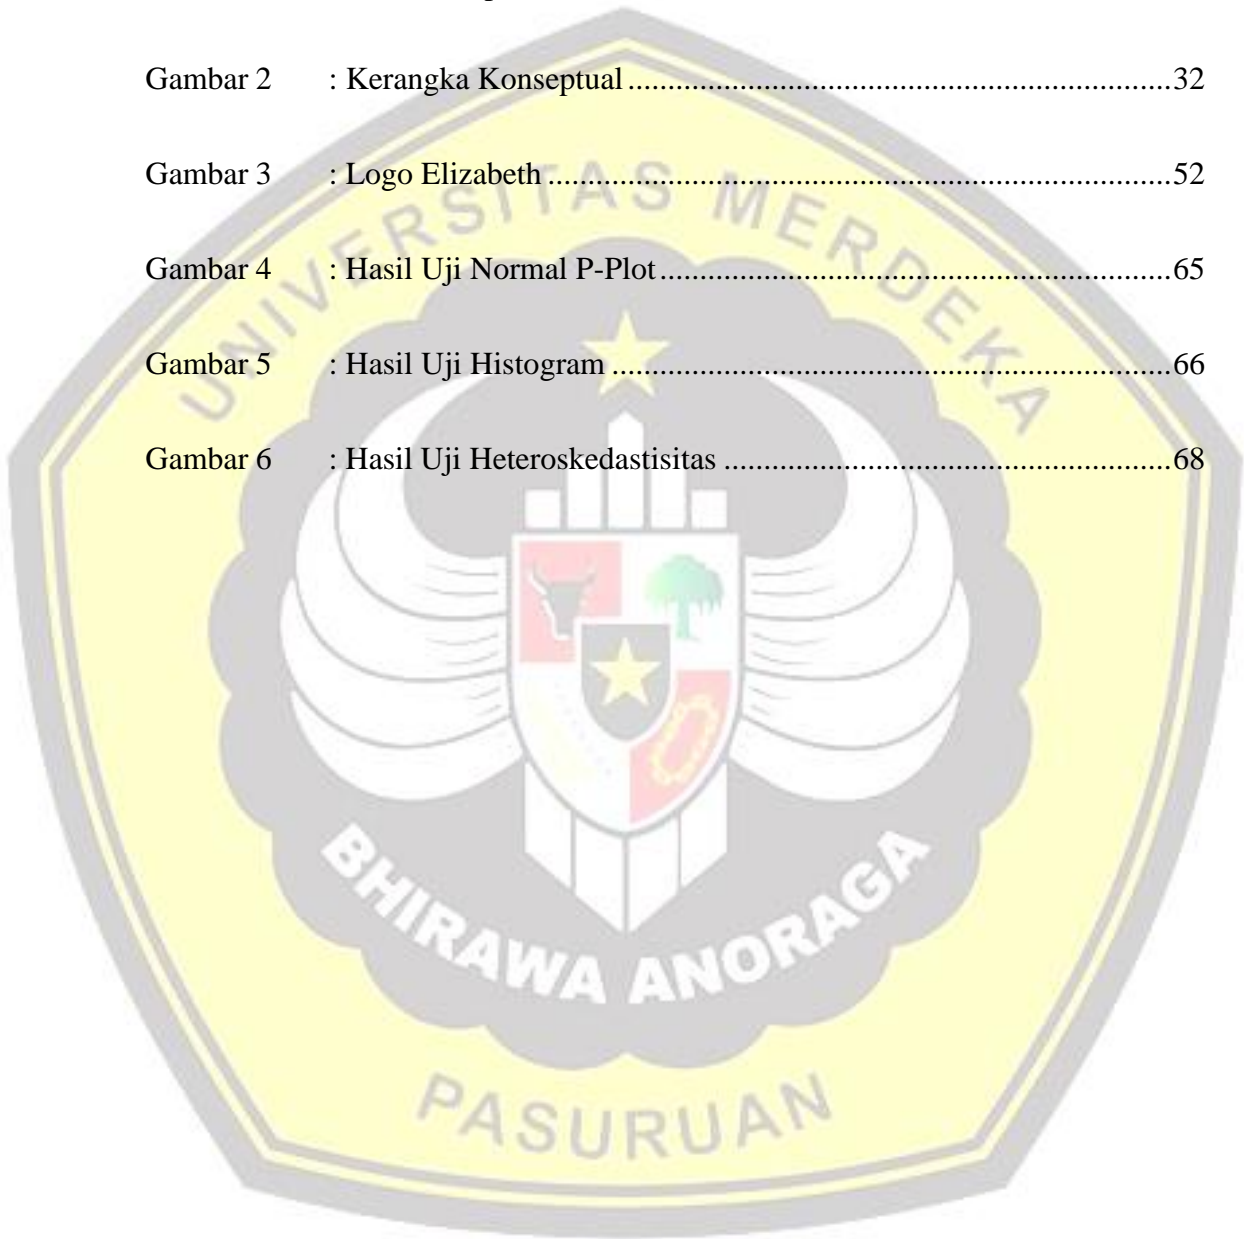 Gambar 2 : Kerangka Konseptual ..................................................................... 32
Gambar 3 : Logo Elizabeth ............................................................................... 52
Gambar 4 : Hasil Uji Normal P-Plot ................................................................. 65
Gambar 5 : Hasil Uji Histogram ....................................................................... 66
Gambar 6 : Hasil Uji Heteroskedastisitas ......................................................... 68
UNIVERSITAS MERDEKA
BHIRAWA ANORAGA
PASURUAN